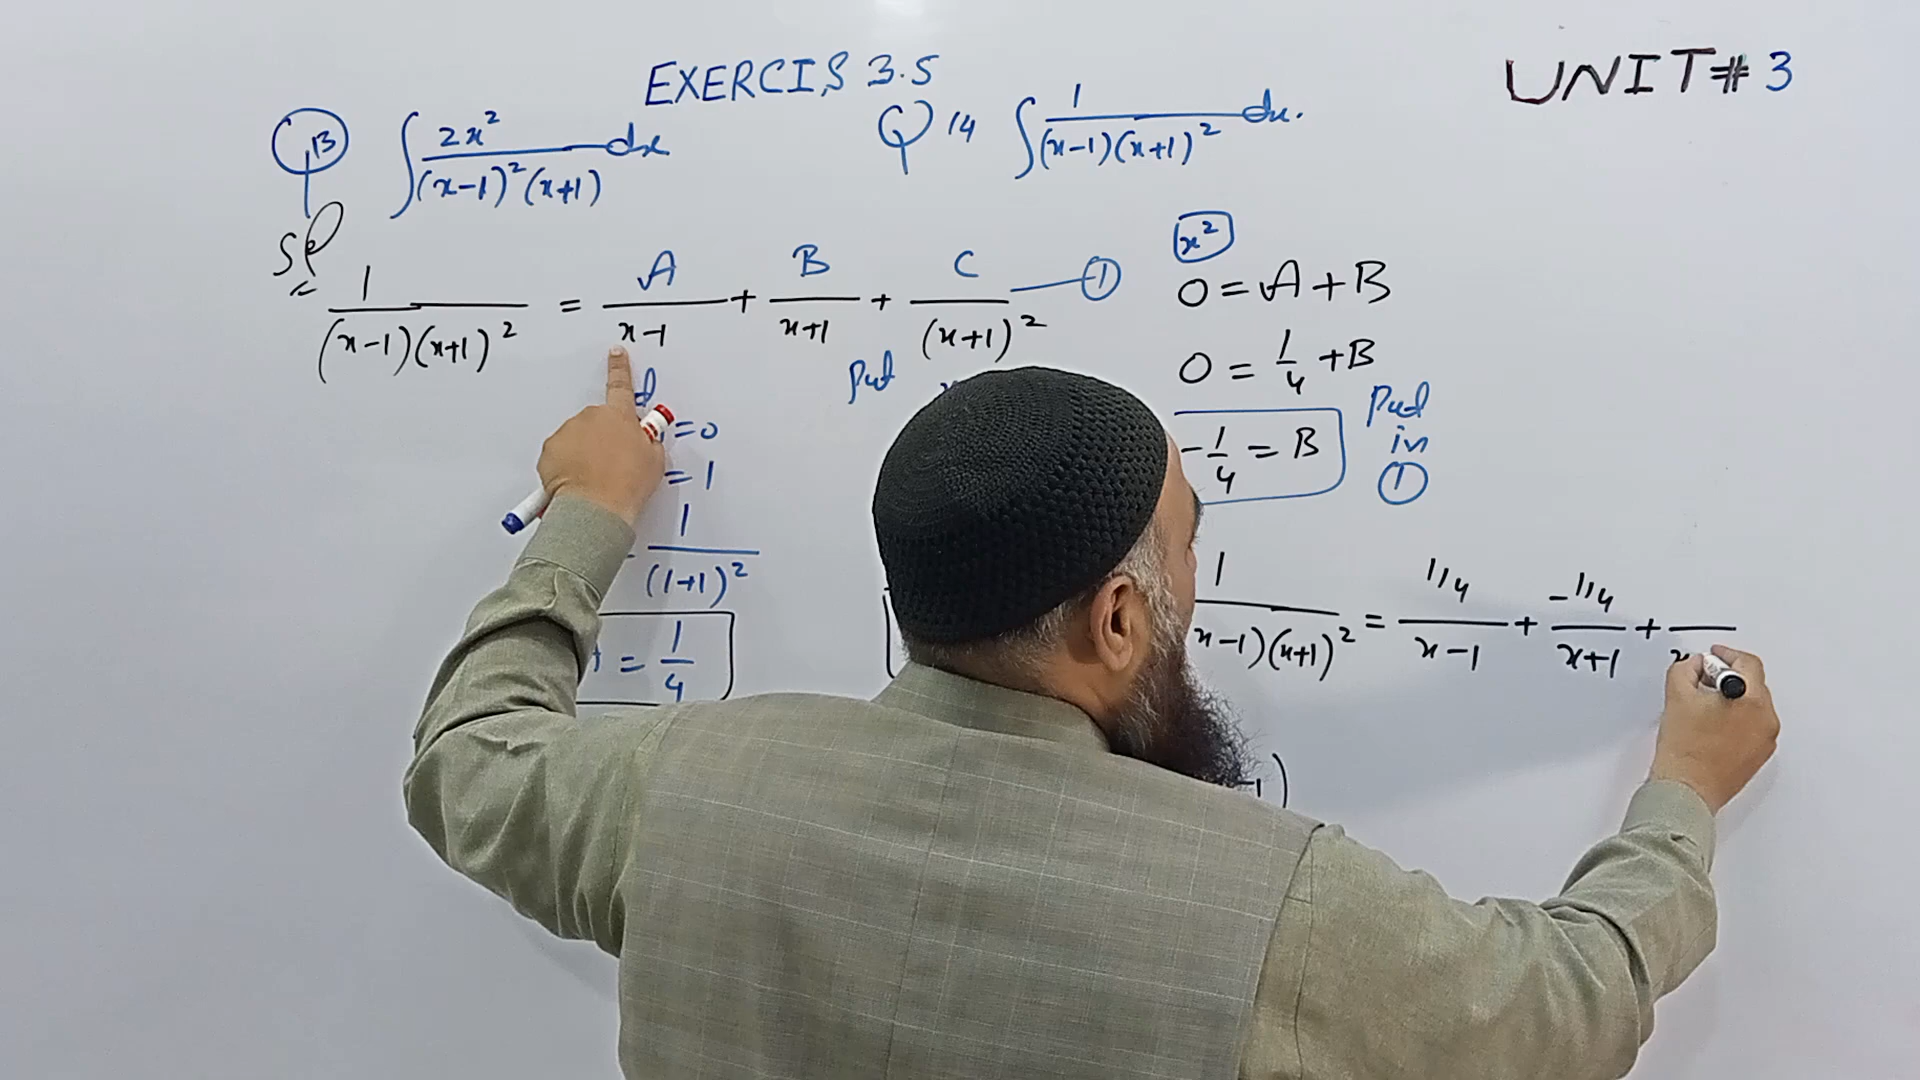 EXERCIS 3.5
UNIT # 3
Q13 ∫ 2x²/((x-1)²(x+1)) dx
Q14 ∫ 1/((x-1)(x+1)²) dx.
Sol
1/((x-1)(x+1)²) = A/(x-1) + B/(x+1) + C/(x+1)² — ①
=0
= 1
1/(1+1)²
= 1/4
Put
x²
0 = A + B
0 = 1/4 + B
-1/4 = B
Put
in
①
1/(x-1)(x+1)² = 1/4/(x-1) + -1/4/(x+1) +